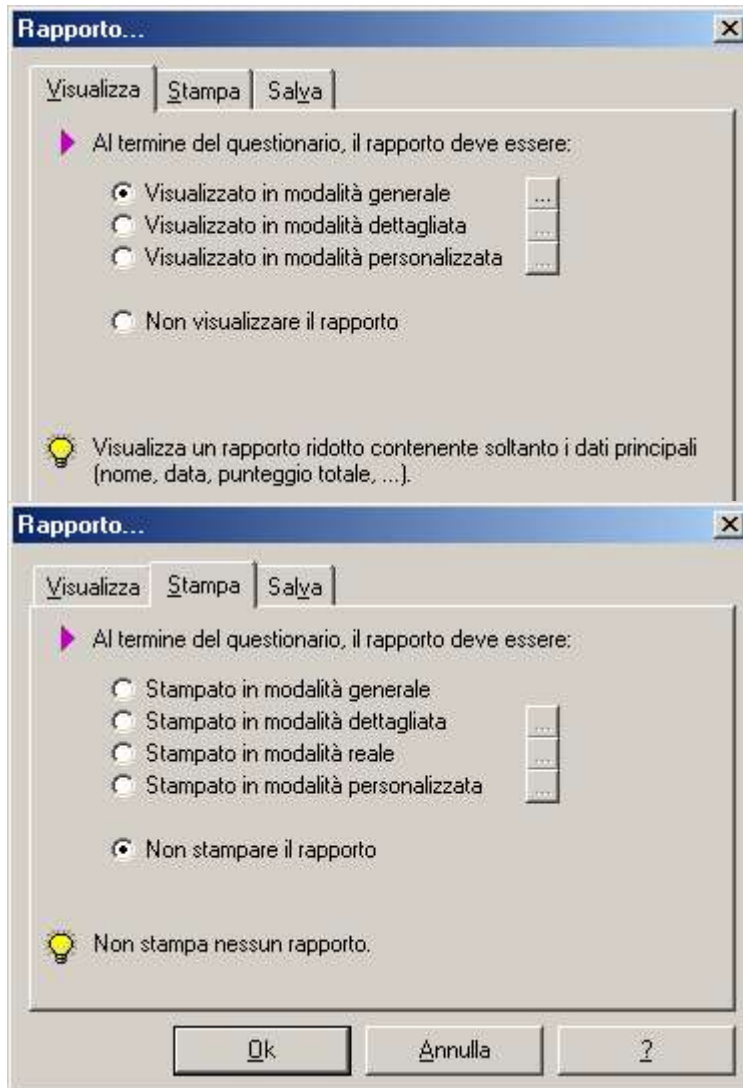 Rapporto...
Visualizza Stampa Salva
Al termine del questionario, il rapporto deve essere:
Visualizzato in modalità generale ...
Visualizzato in modalità dettagliata ...
Visualizzato in modalità personalizzata ...
Non visualizzare il rapporto
Visualizza un rapporto ridotto contenente soltanto i dati principali
(nome, data, punteggio totale, ...).
Rapporto...
Visualizza Stampa Salva
Al termine del questionario, il rapporto deve essere:
Stampato in modalità generale
Stampato in modalità dettagliata ...
Stampato in modalità reale ...
Stampato in modalità personalizzata ...
Non stampare il rapporto
Non stampa nessun rapporto.
Ok Annulla ?